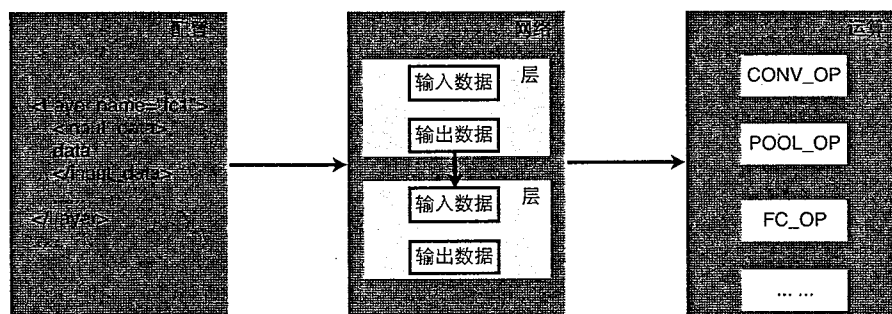 配置
<Layer name="fc1">
<input_data>
data1
</input_data>
</layer>
网络
层
输入数据
输出数据
层
输入数据
输出数据
运算
CONV_OP
POOL_OP
FC_OP
... ...